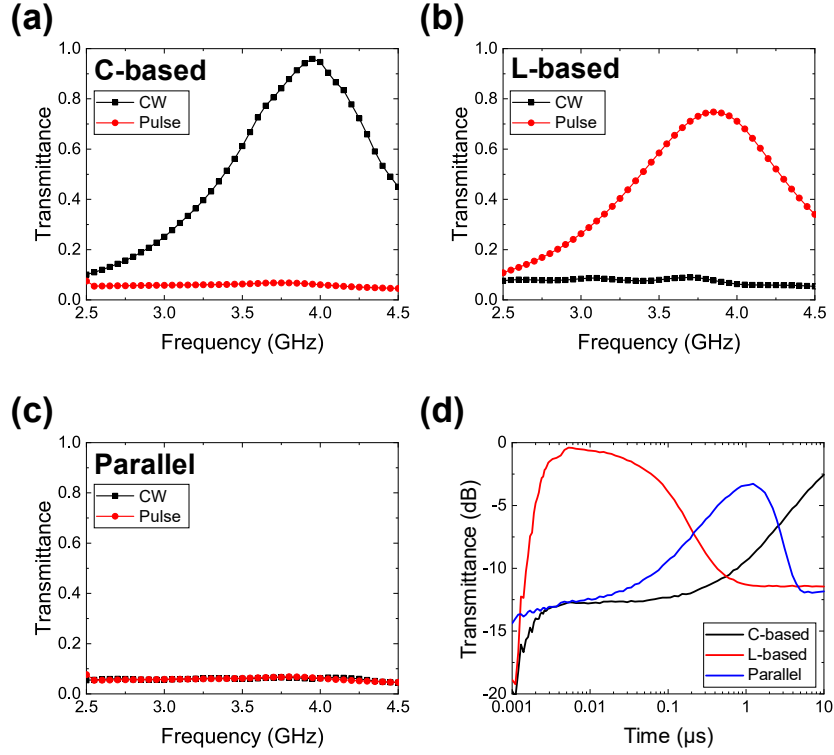 (a)
C-based
CW
Pulse
Transmittance
1.0
0.8
0.6
0.4
0.2
0.0
2.5 3.0 3.5 4.0 4.5
Frequency (GHz)
(b)
L-based
CW
Pulse
Transmittance
1.0
0.8
0.6
0.4
0.2
0.0
2.5 3.0 3.5 4.0 4.5
Frequency (GHz)
(c)
Parallel
CW
Pulse
Transmittance
1.0
0.8
0.6
0.4
0.2
0.0
2.5 3.0 3.5 4.0 4.5
Frequency (GHz)
(d)
Transmittance (dB)
0
-5
-10
-15
-20
C-based
L-based
Parallel
0.001 0.01 0.1 1 10
Time (μs)